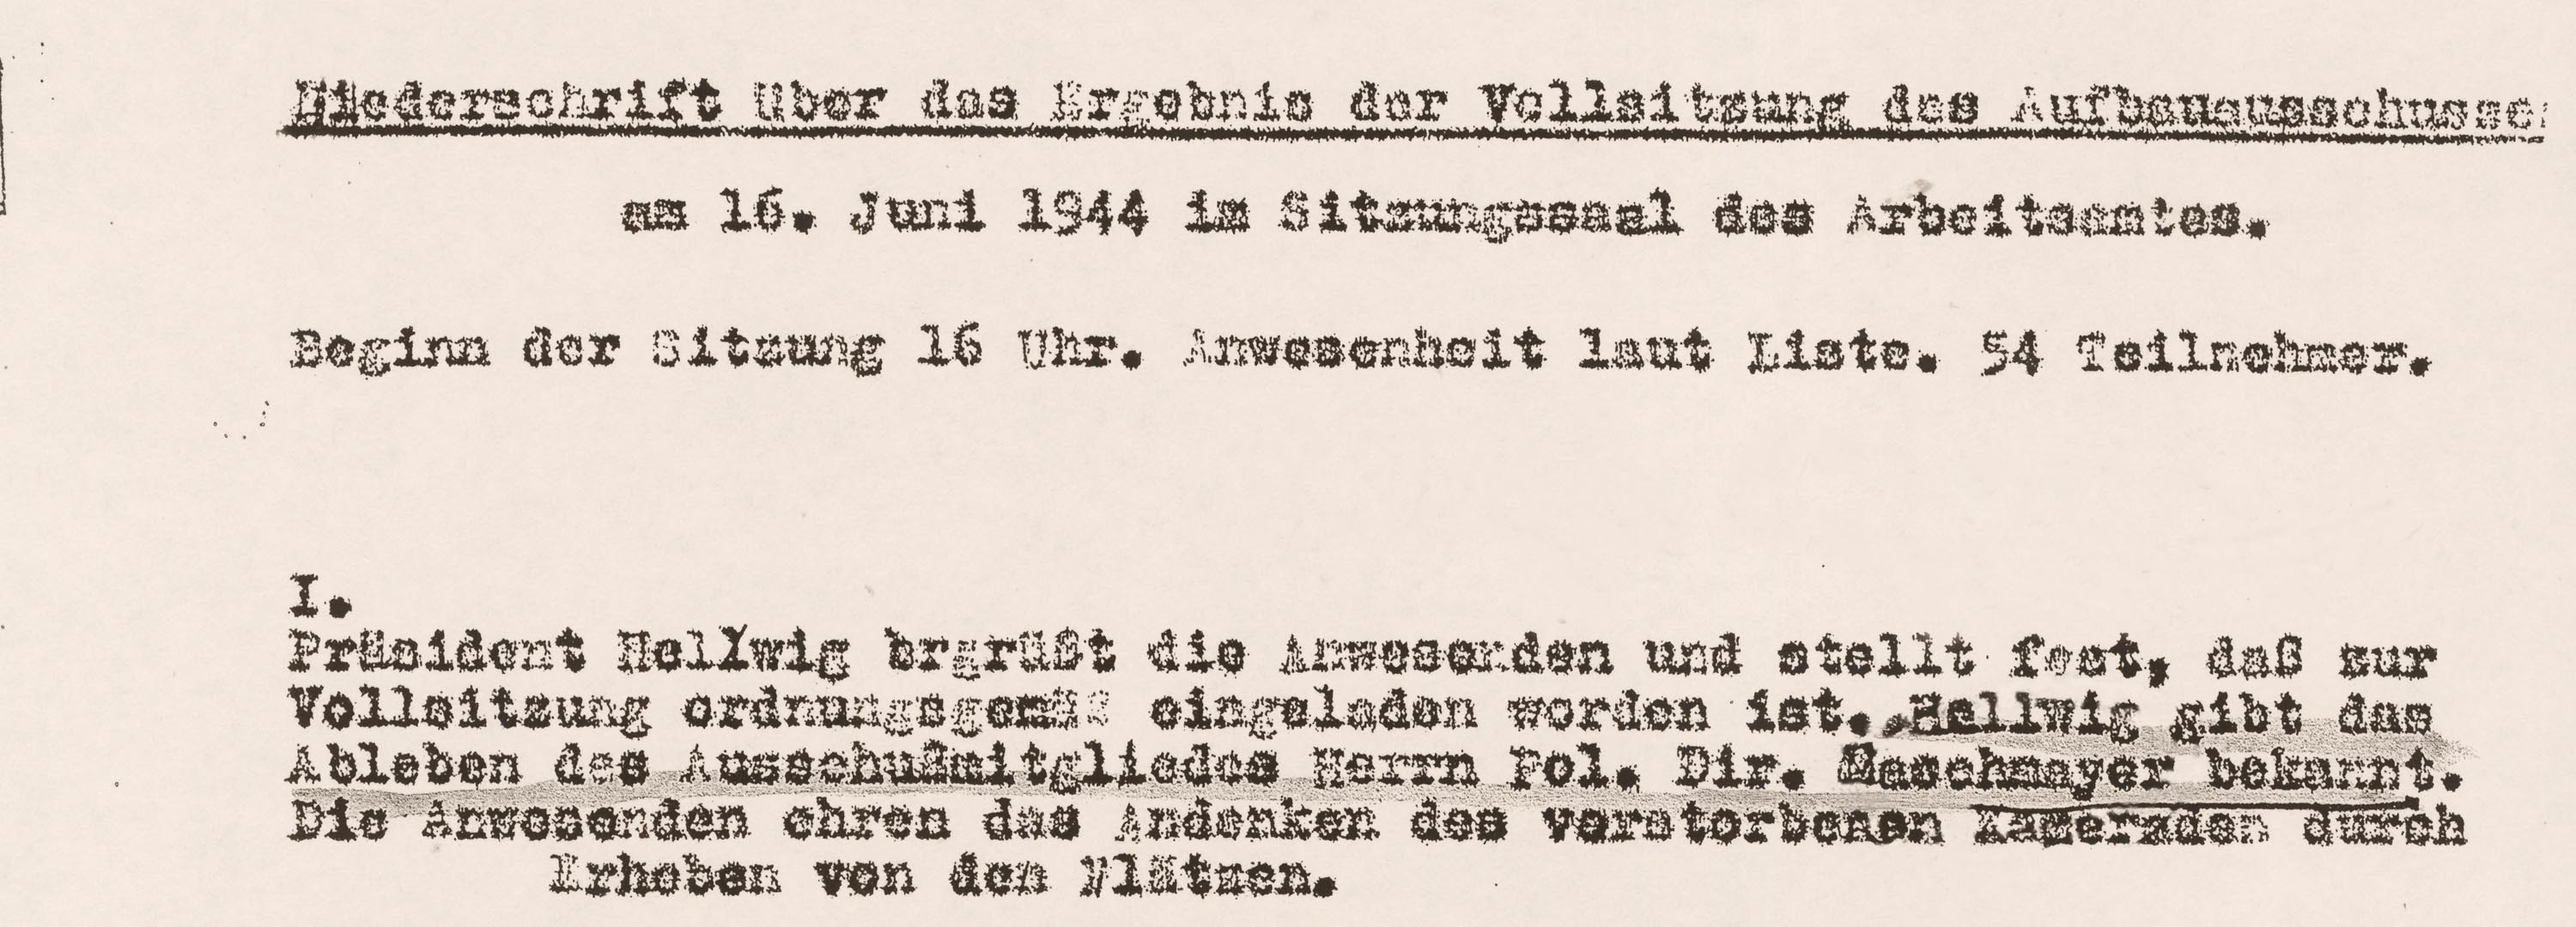 Niederschrift über das Ergebnis der Vollsitzung des Aufbauausschusses
am 16. Juni 1944 im Sitzungssaal des Arbeitsamtes.
Beginn der Sitzung 16 Uhr. Anwesenheit laut Liste. 54 Teilnehmer.
I.
Präsident Hellwig brgrüßt die Anwesenden und stellt fest, daß zur
Vollsitzung ordnungsgemäß eingeladen worden ist. Hellwig gibt das
Ableben des Ausschußmitgliedes Herrn Pol. Dir. Maschmeyer bekannt.
Die Anwesenden ehren das Andenken des verstorbenen Kameraden durch
Erheben von den Plätzen.